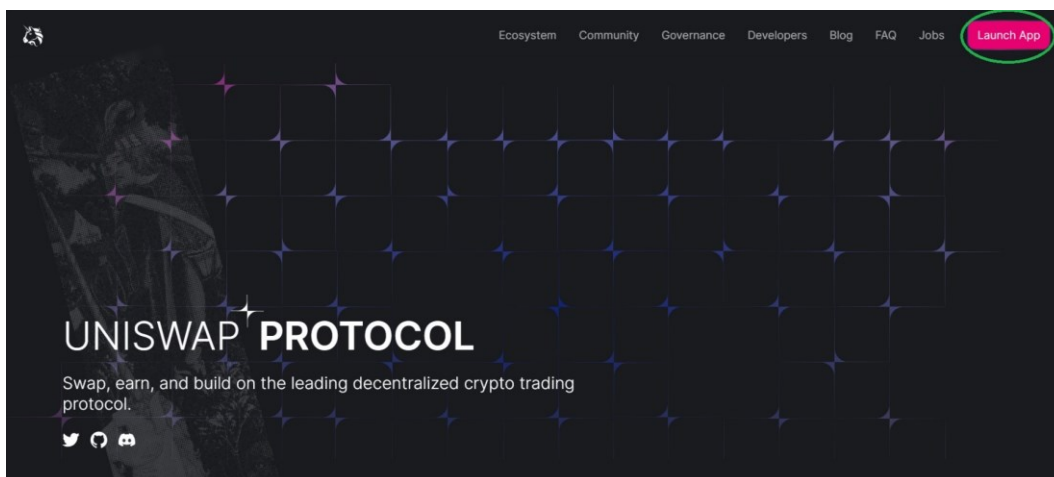 Ecosystem Community Governance Developers Blog FAQ Jobs Launch App
UNISWAP PROTOCOL
Swap, earn, and build on the leading decentralized crypto trading
protocol.